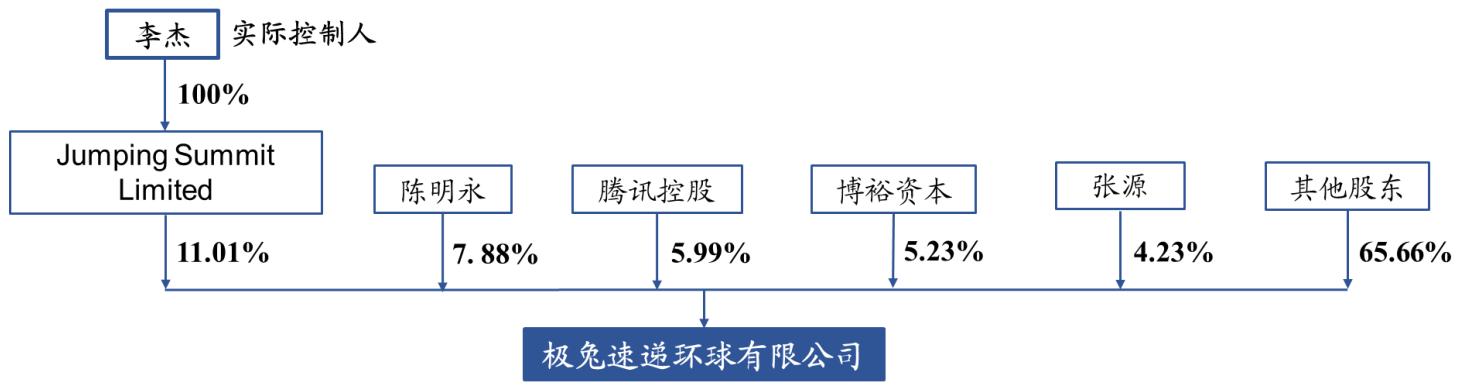 李杰 实际控制人
100%
Jumping Summit
Limited
陈明永
腾讯控股
博裕资本
张源
其他股东
11.01%
7. 88%
5.99%
5.23%
4.23%
65.66%
极兔速递环球有限公司